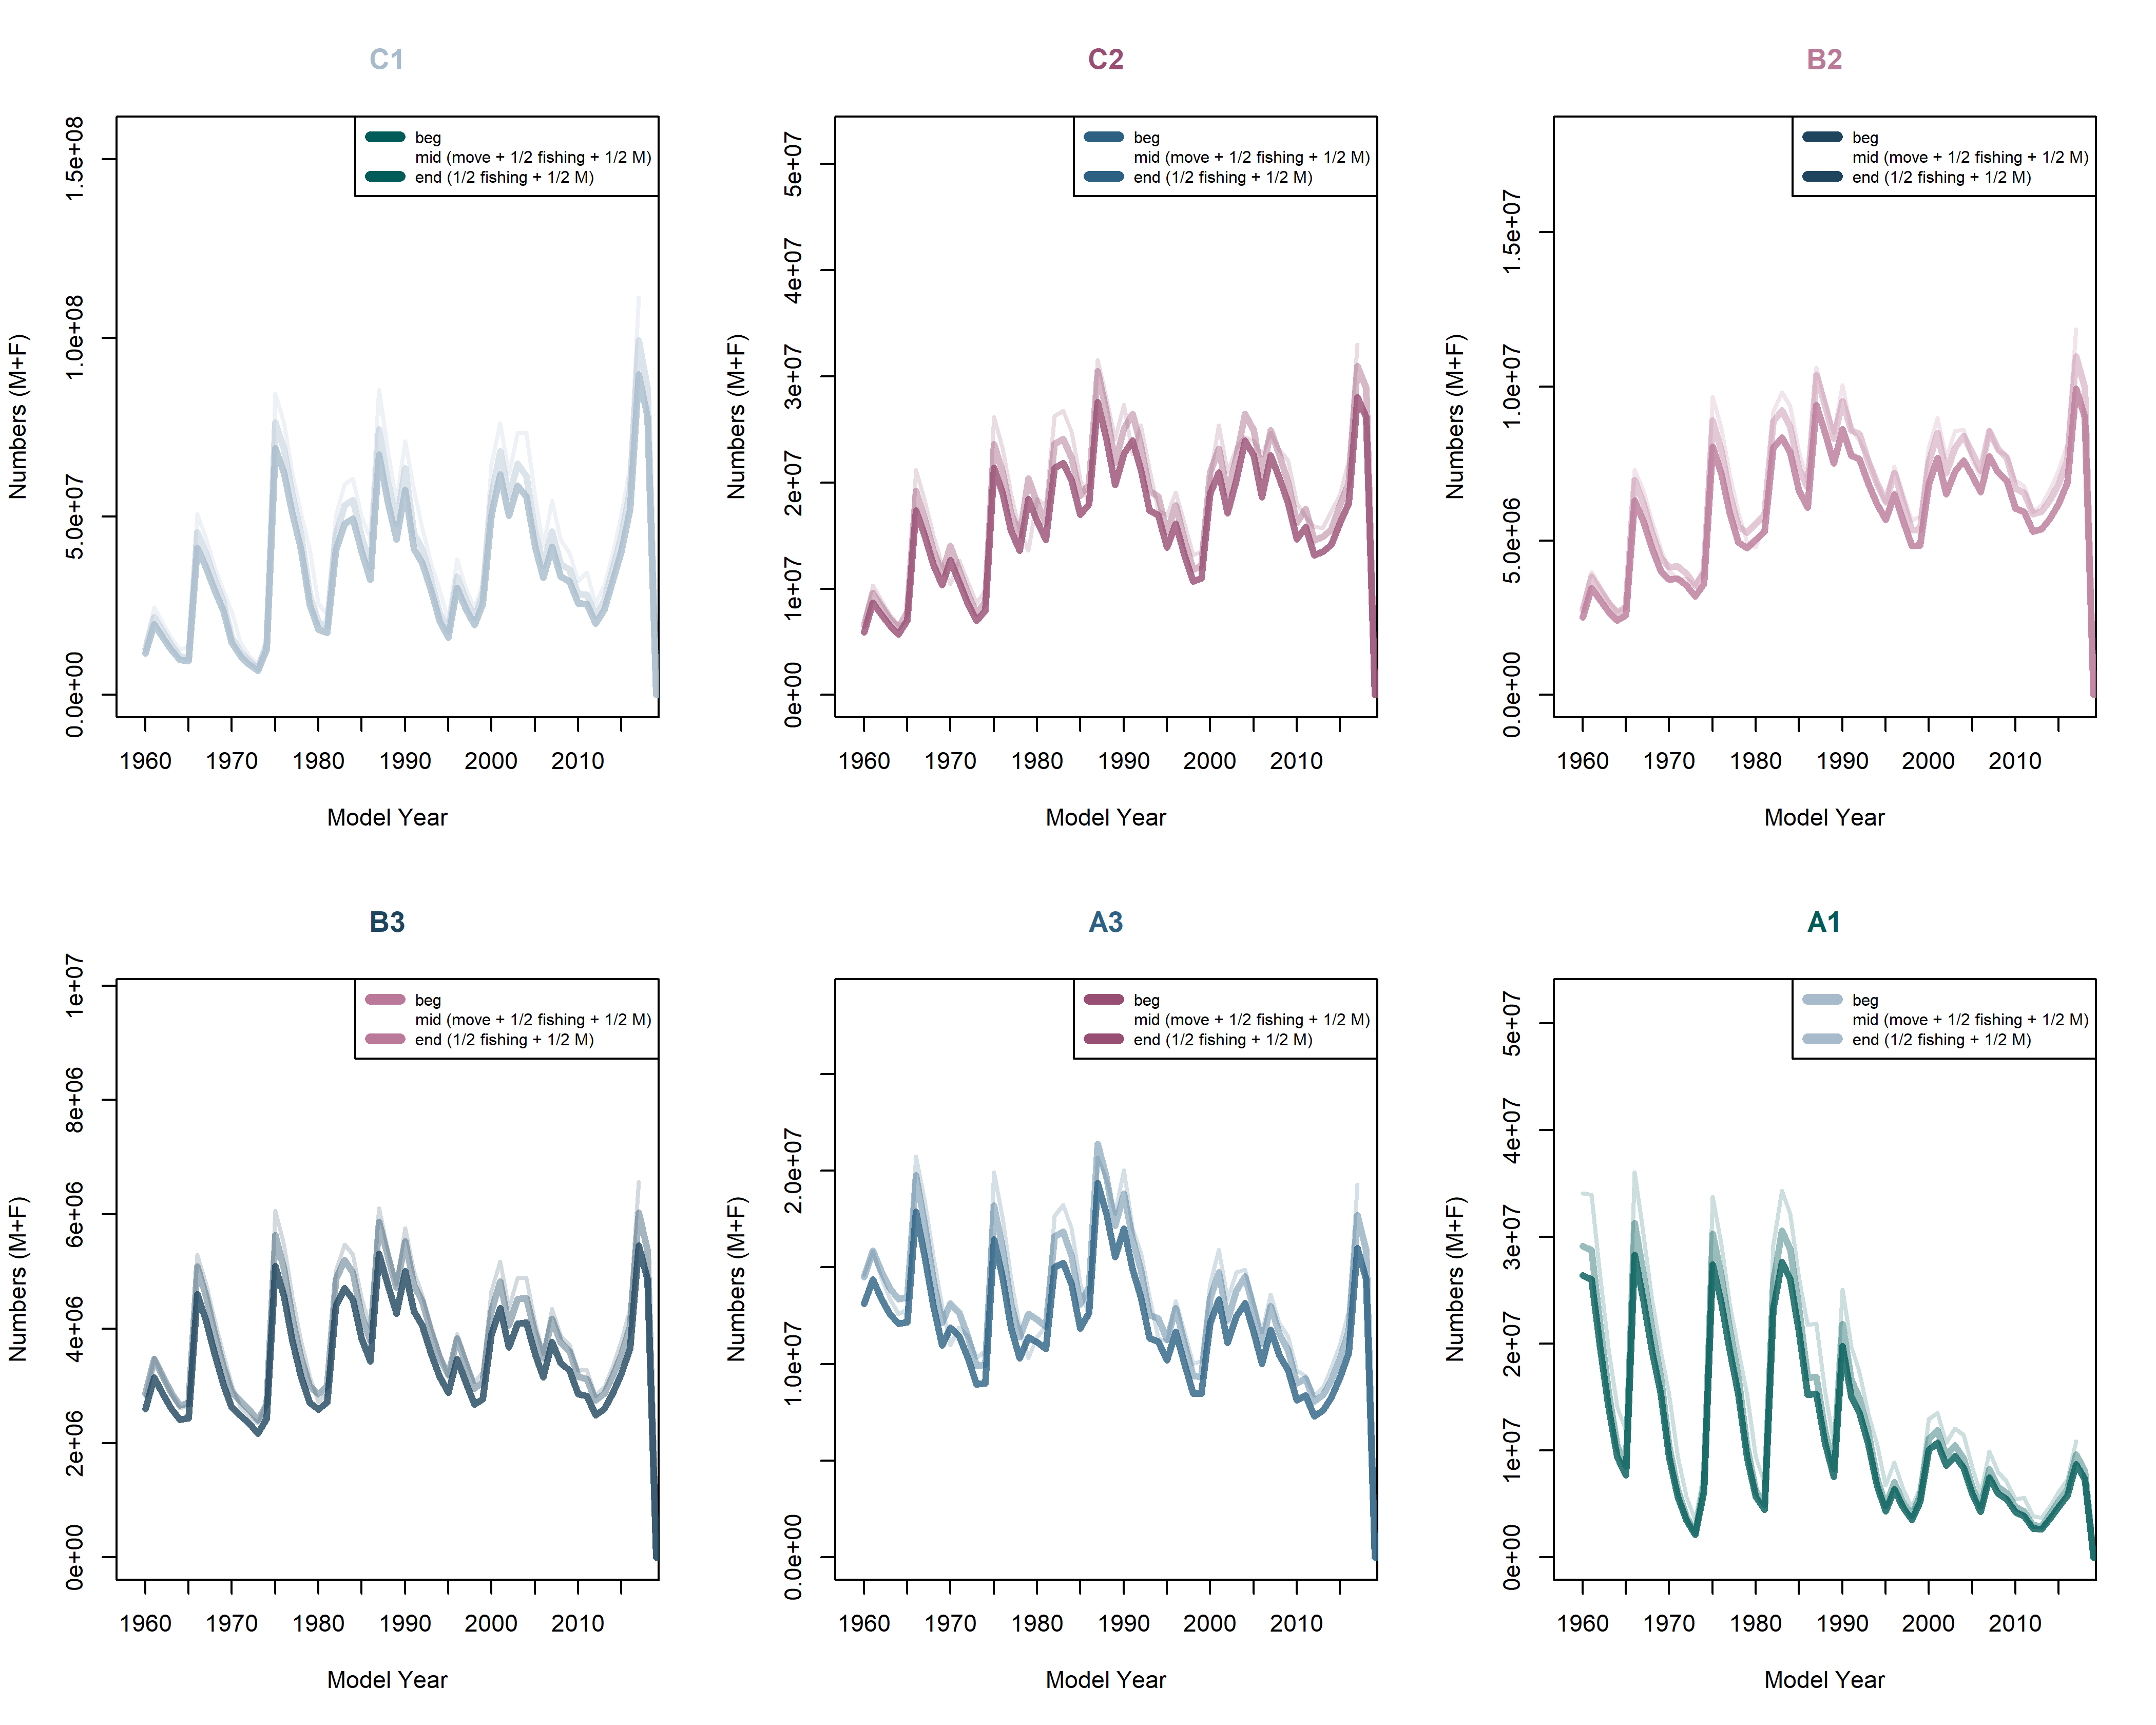 C1
beg
mid (move + 1/2 fishing + 1/2 M)
end (1/2 fishing + 1/2 M)
Numbers (M+F)
0.0e+00 5.0e+07 1.0e+08 1.5e+08
1960 1970 1980 1990 2000 2010
Model Year
C2
beg
mid (move + 1/2 fishing + 1/2 M)
end (1/2 fishing + 1/2 M)
Numbers (M+F)
0e+00 1e+07 2e+07 3e+07 4e+07 5e+07
1960 1970 1980 1990 2000 2010
Model Year
B2
beg
mid (move + 1/2 fishing + 1/2 M)
end (1/2 fishing + 1/2 M)
Numbers (M+F)
0.0e+00 5.0e+06 1.0e+07 1.5e+07
1960 1970 1980 1990 2000 2010
Model Year
B3
beg
mid (move + 1/2 fishing + 1/2 M)
end (1/2 fishing + 1/2 M)
Numbers (M+F)
0e+00 2e+06 4e+06 6e+06 8e+06 1e+07
1960 1970 1980 1990 2000 2010
Model Year
A3
beg
mid (move + 1/2 fishing + 1/2 M)
end (1/2 fishing + 1/2 M)
Numbers (M+F)
0.0e+00 1.0e+07 2.0e+07
1960 1970 1980 1990 2000 2010
Model Year
A1
beg
mid (move + 1/2 fishing + 1/2 M)
end (1/2 fishing + 1/2 M)
Numbers (M+F)
0e+00 1e+07 2e+07 3e+07 4e+07 5e+07
1960 1970 1980 1990 2000 2010
Model Year